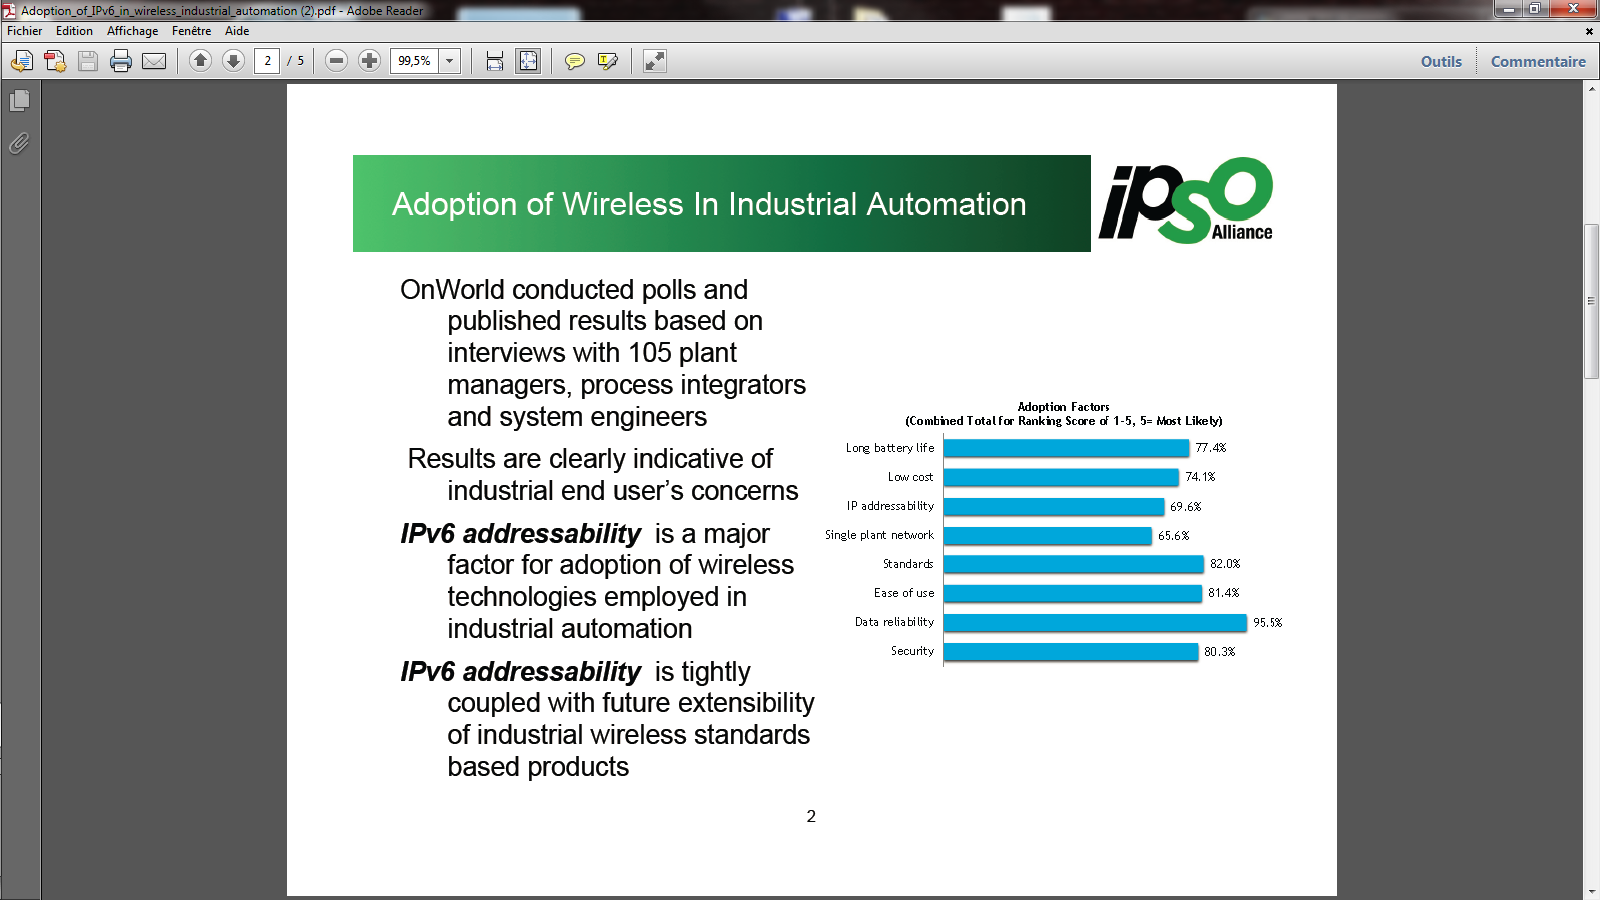 Adoption_of_IPv6_in_wireless_industrial_automation (2).pdf - Adobe Reader
Fichier Edition Affichage Fenêtre Aide
2 / 5 99,5% Outils Commentaire
Adoption of Wireless In Industrial Automation
ipso
Alliance
OnWorld conducted polls and
published results based on
interviews with 105 plant
managers, process integrators
and system engineers
Results are clearly indicative of
industrial end user's concerns
IPv6 addressability is a major
factor for adoption of wireless
technologies employed in
industrial automation
IPv6 addressability is tightly
coupled with future extensibility
of industrial wireless standards
based products
Adoption Factors
(Combined Total for Ranking Score of 1-5, 5= Most Likely)
Long battery life 77.4%
Low cost 74.1%
IP addressability 69.6%
Single plant network 65.6%
Standards 82.0%
Ease of use 81.4%
Data reliability 95.5%
Security 80.3%
2